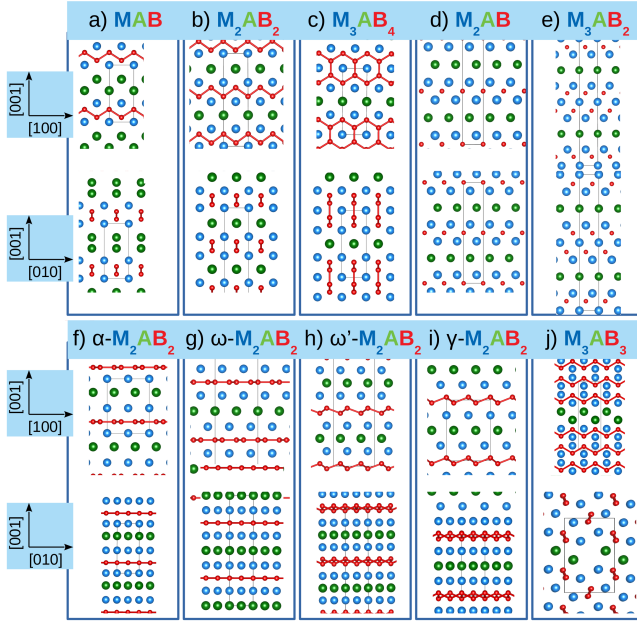 a) MAB
b) M2AB2
c) M3AB4
d) M2AB
e) M3AB2
[001]
[100]
[001]
[010]
f) α-M2AB2
g) ω-M2AB2
h) ω'-M2AB2
i) γ-M2AB2
j) M3AB3
[001]
[100]
[001]
[010]